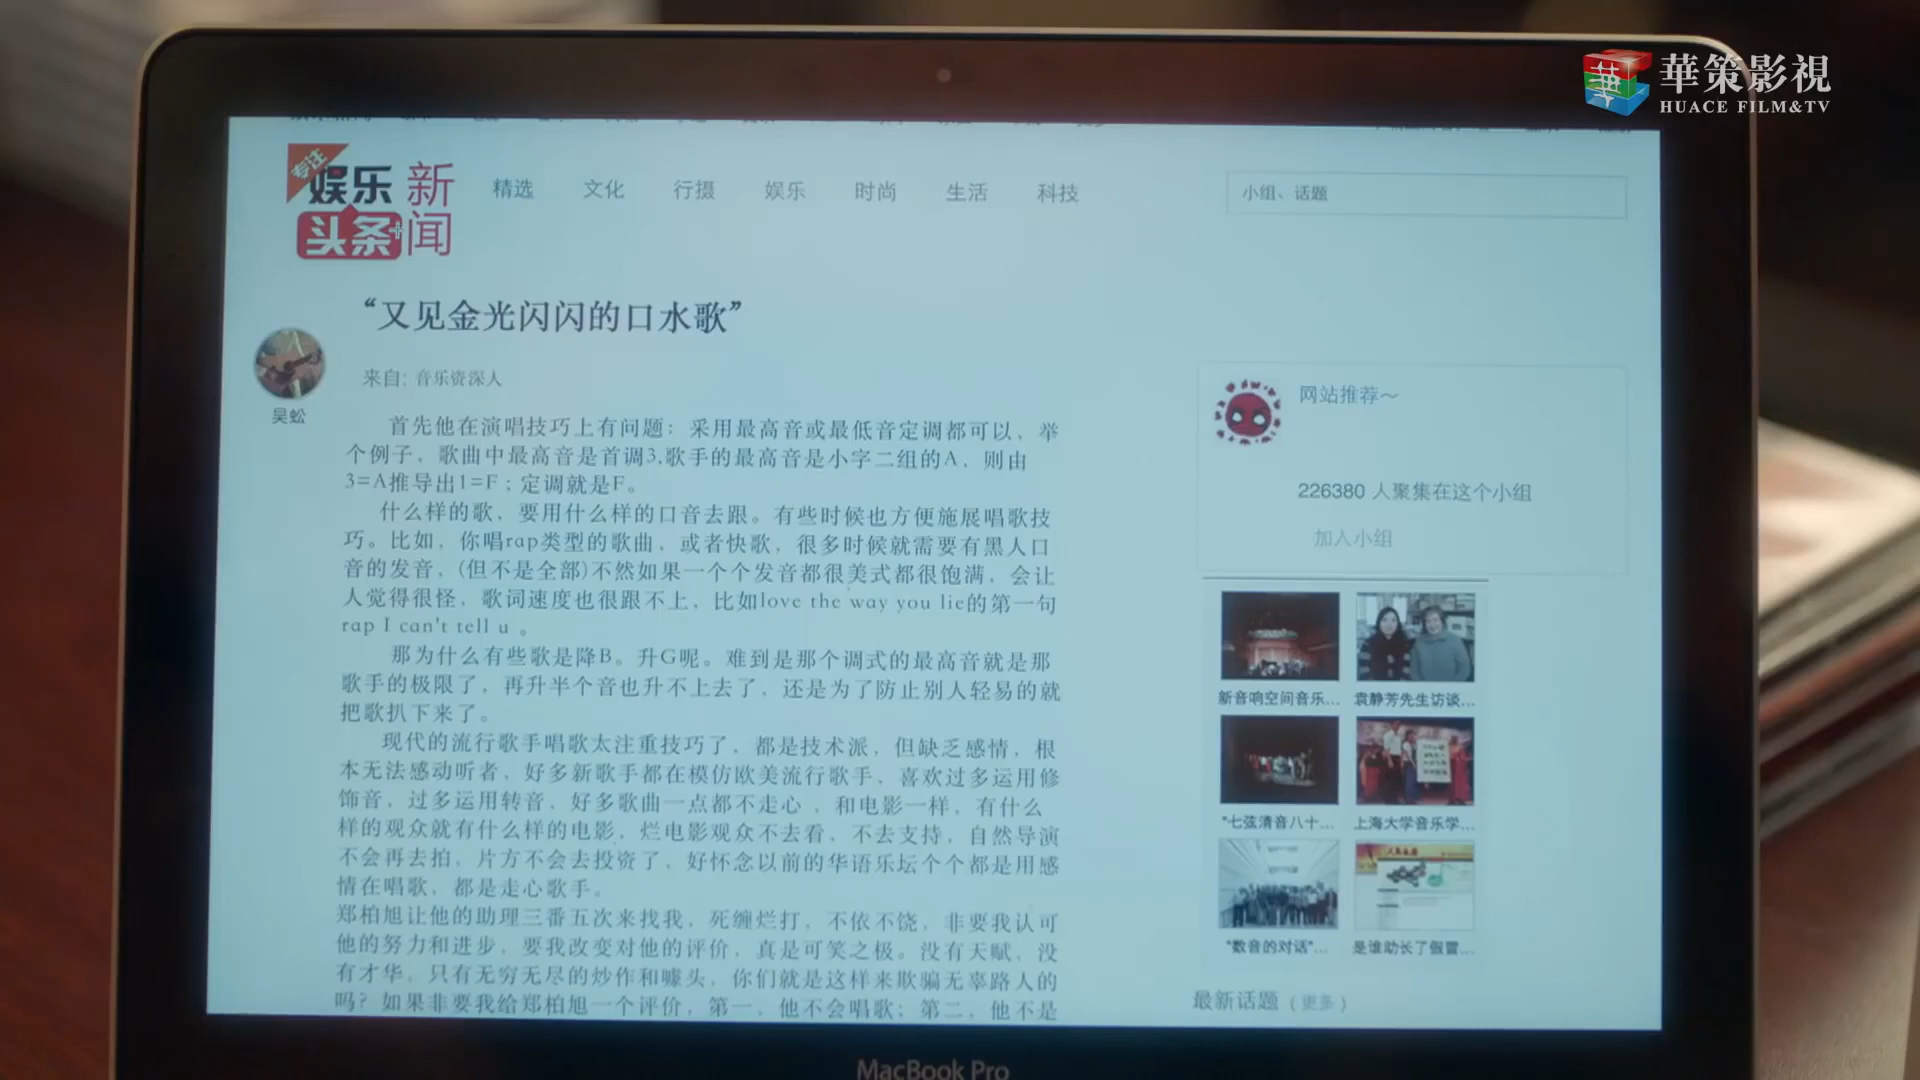 華策影視
HUACE FILM&TV
专注
娱乐
头条+
新闻
精选 文化 行摄 娱乐 时尚 生活 科技
小组、话题
“又见金光闪闪的口水歌”
吴蚣
来自: 音乐资深人
首先他在演唱技巧上有问题：采用最高音或最低音定调都可以，举
个例子，歌曲中最高音是首调3,歌手的最高音是小字二组的A，则由
3=A推导出1=F；定调就是F。
什么样的歌，要用什么样的口音去跟。有些时候也方便施展唱歌技
巧。比如，你唱rap类型的歌曲，或者快歌，很多时候就需要有黑人口
音的发音，(但不是全部)不然如果一个个发音都很美式都很饱满，会让
人觉得很怪，歌词速度也很跟不上，比如love the way you lie的第一句
rap I can't tell u 。
那为什么有些歌是降B。升G呢。难到是那个调式的最高音就是那
歌手的极限了，再升半个音也升不上去了，还是为了防止别人轻易的就
把歌扒下来了。
现代的流行歌手唱歌太注重技巧了，都是技术派，但缺乏感情，根
本无法感动听者，好多新歌手都在模仿欧美流行歌手，喜欢过多运用修
饰音，过多运用转音，好多歌曲一点都不走心 ，和电影一样，有什么
样的观众就有什么样的电影，烂电影观众不去看，不去支持，自然导演
不会再去拍，片方不会去投资了，好怀念以前的华语乐坛个个都是用感
情在唱歌，都是走心歌手。
郑柏旭让他的助理三番五次来找我，死缠烂打，不依不饶，非要我认可
他的努力和进步，要我改变对他的评价，真是可笑之极。没有天赋，没
有才华，只有无穷无尽的炒作和噱头，你们就是这样来欺骗无辜路人的
吗？如果非要我给郑柏旭一个评价，第一，他不会唱歌；第二，他不是
网站推荐～
226380 人聚集在这个小组
加入小组
新音响空间音乐... 袁静芳先生访谈...
"七弦清音八十... 上海大学音乐学...
"数音的对话"... 是谁助长了假冒...
最新话题 ( 更多 )
MacBook Pro